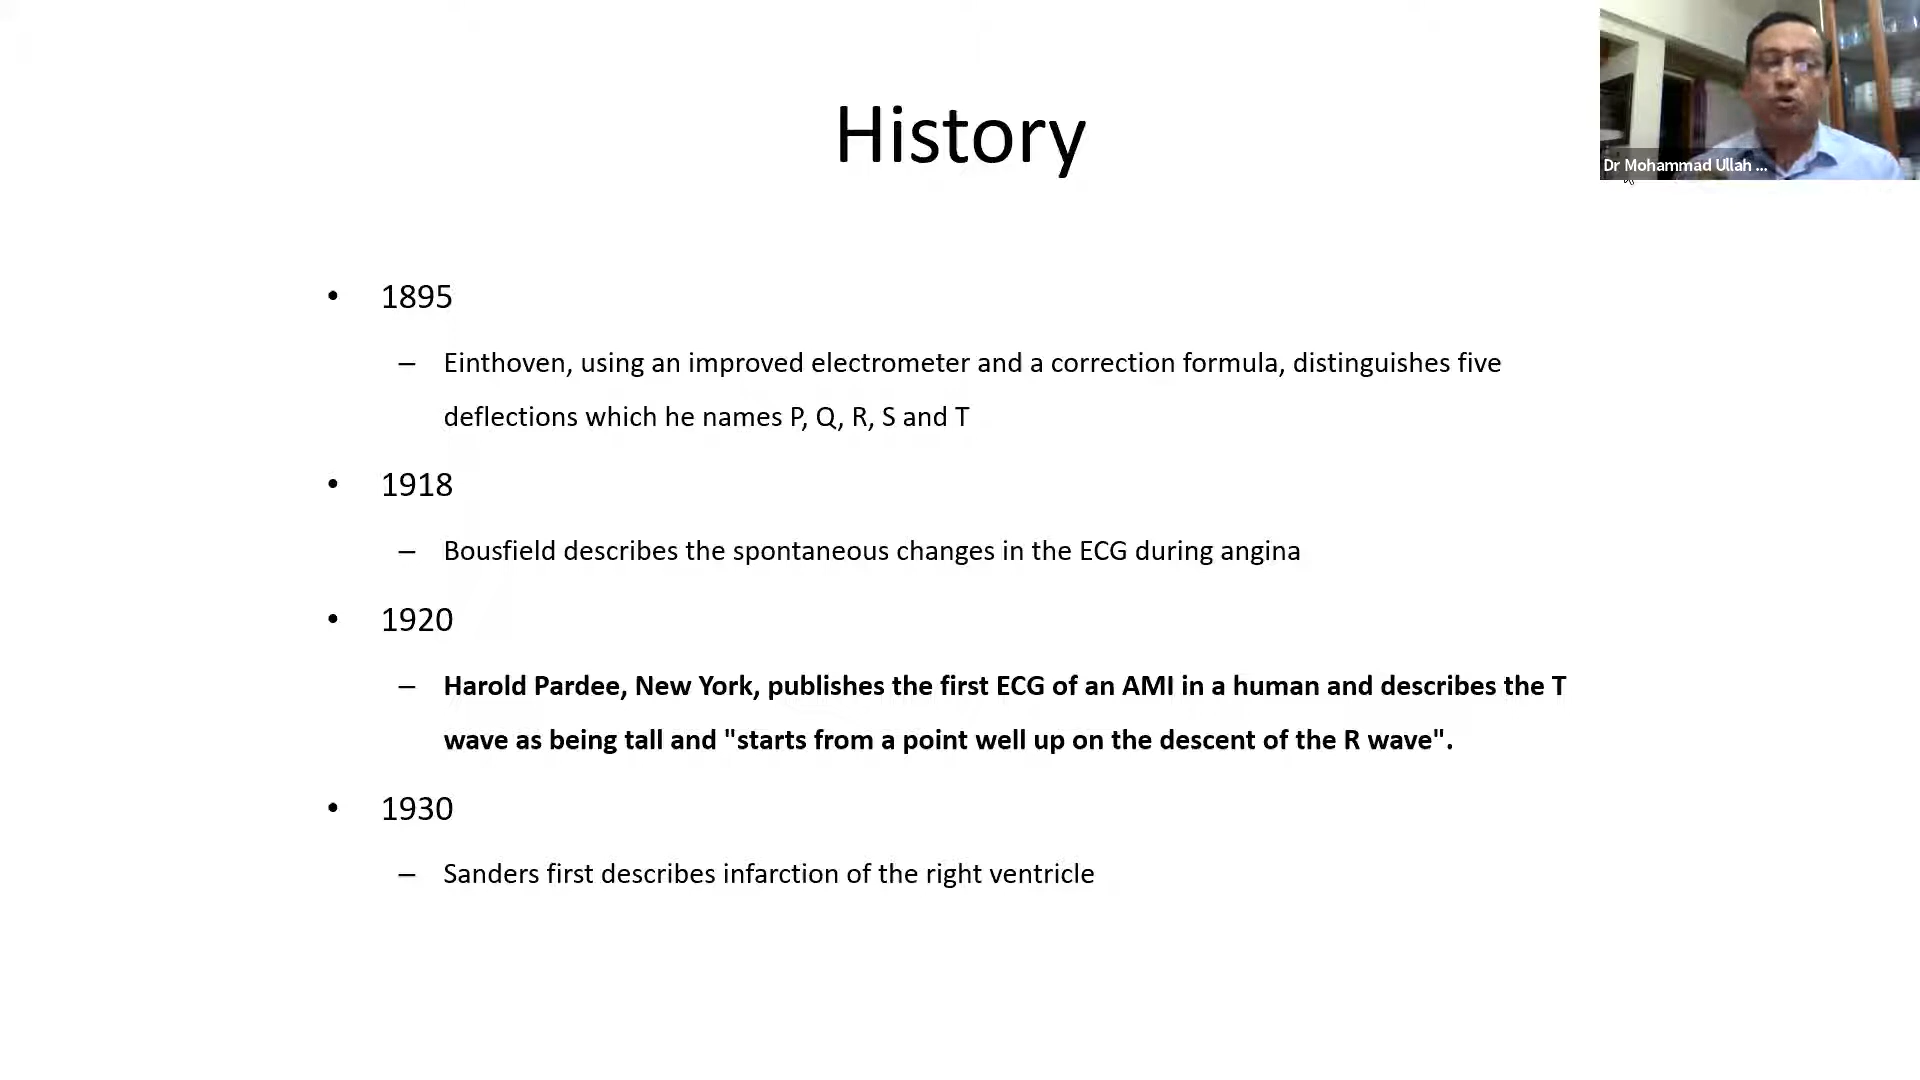 History
Dr Mohammad Ullah ...
• 1895
– Einthoven, using an improved electrometer and a correction formula, distinguishes five
deflections which he names P, Q, R, S and T
• 1918
– Bousfield describes the spontaneous changes in the ECG during angina
• 1920
– Harold Pardee, New York, publishes the first ECG of an AMI in a human and describes the T
wave as being tall and "starts from a point well up on the descent of the R wave".
• 1930
– Sanders first describes infarction of the right ventricle